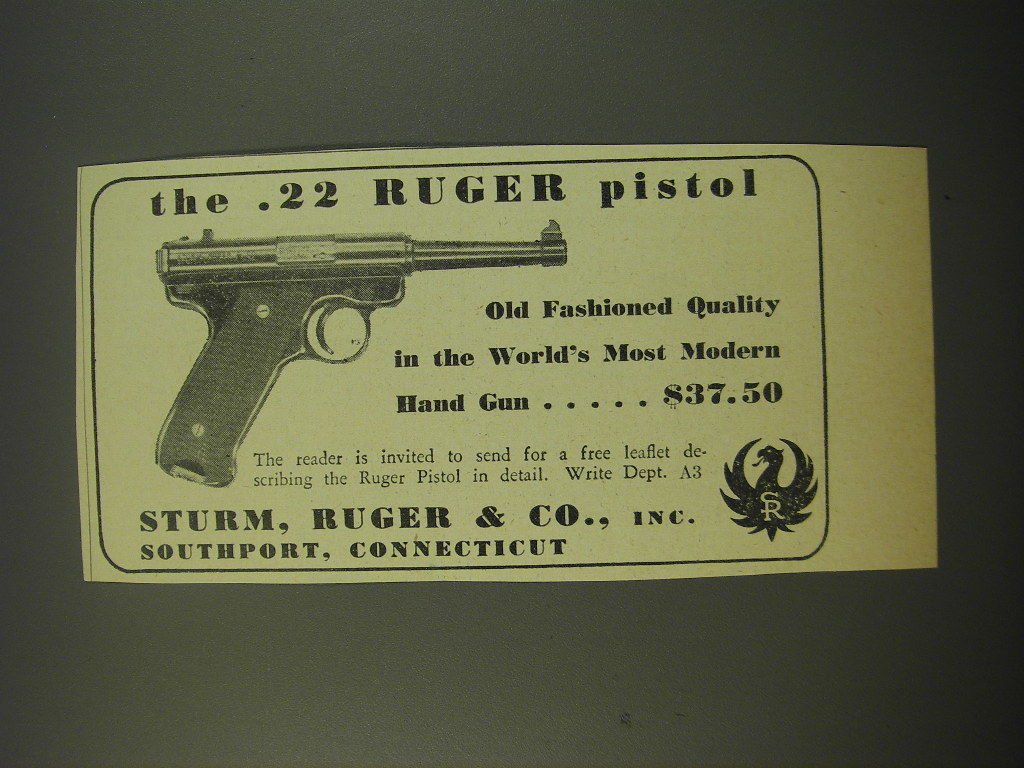 the .22 RUGER pistol
Old Fashioned Quality
in the World's Most Modern
Hand Gun . . . . . $37.50
The reader is invited to send for a free leaflet de-
scribing the Ruger Pistol in detail. Write Dept. A3
SR
STURM, RUGER & CO., INC.
SOUTHPORT, CONNECTICUT